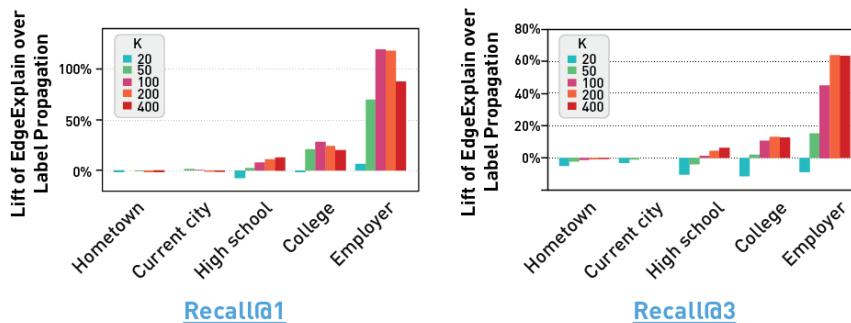 Lift of EdgeExplain over
Label Propagation
100%
50%
0%
K
20
50
100
200
400
Hometown
Current city
High school
College
Employer
Recall@1
Lift of EdgeExplain over
Label Propagation
80%
60%
40%
20%
0%
K
20
50
100
200
400
Hometown
Current city
High school
College
Employer
Recall@3